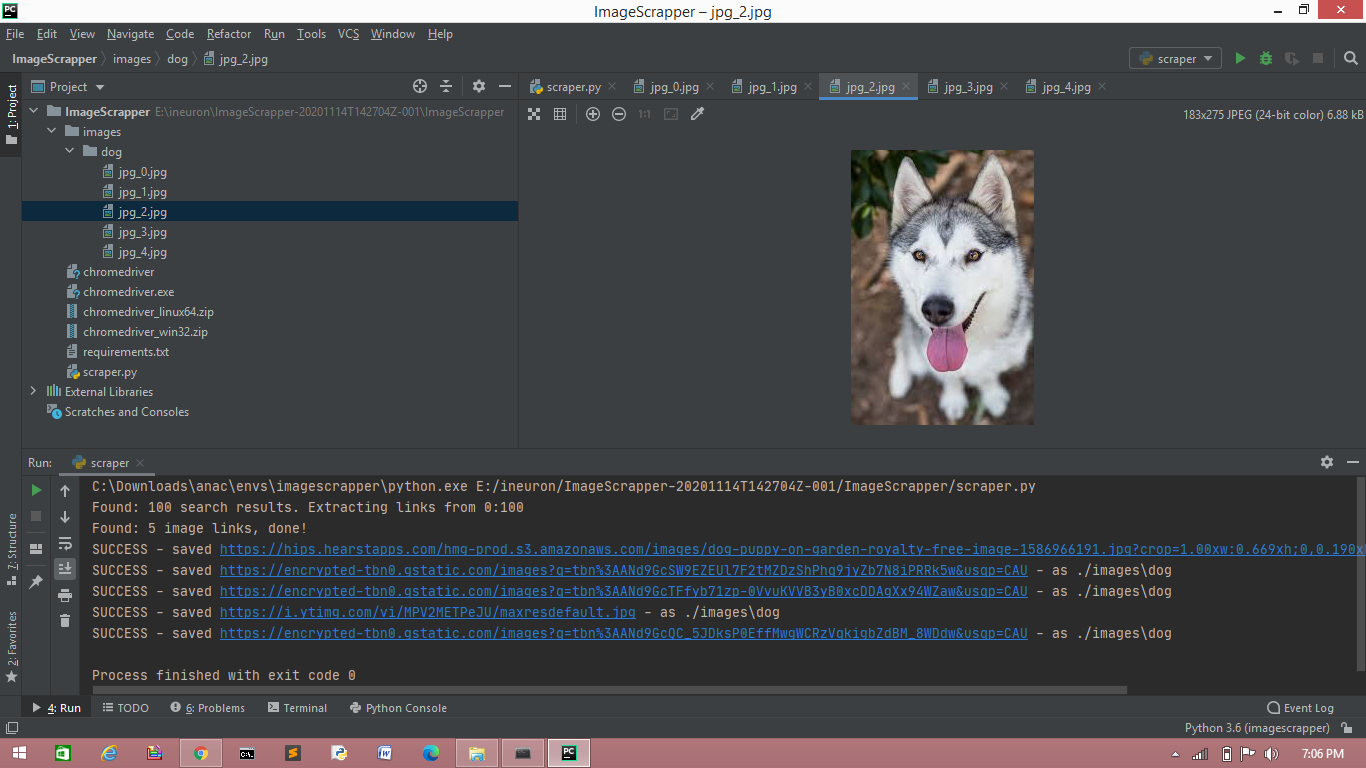 ImageScrapper – jpg_2.jpg
File Edit View Navigate Code Refactor Run Tools VCS Window Help
ImageScrapper images dog jpg_2.jpg scraper
Project scraper.py jpg_0.jpg jpg_1.jpg jpg_2.jpg jpg_3.jpg jpg_4.jpg
1: Project
1:1 183x275 JPEG (24-bit color) 6.88 kB
ImageScrapper E:\ineuron\ImageScrapper-20201114T142704Z-001\ImageScrapper
images
dog
jpg_0.jpg
jpg_1.jpg
jpg_2.jpg
jpg_3.jpg
jpg_4.jpg
chromedriver
chromedriver.exe
chromedriver_linux64.zip
chromedriver_win32.zip
requirements.txt
scraper.py
External Libraries
Scratches and Consoles
Run: scraper
C:\Downloads\anac\envs\imagescrapper\python.exe E:/ineuron/ImageScrapper-20201114T142704Z-001/ImageScrapper/scraper.py
Found: 100 search results. Extracting links from 0:100
Found: 5 image links, done!
SUCCESS - saved https://hips.hearstapps.com/hmg-prod.s3.amazonaws.com/images/dog-puppy-on-garden-royalty-free-image-1586966191.jpg?crop=1.00xw:0.669xh;0,0.190x
SUCCESS - saved https://encrypted-tbn0.gstatic.com/images?q=tbn%3AANd9GcSW9EZEUl7F2tMZDzShPhq9jyZb7N8iPRRk5w&usqp=CAU - as ./images\dog
SUCCESS - saved https://encrypted-tbn0.gstatic.com/images?q=tbn%3AANd9GcTFfyb71zp-0VvuKVVB3yB0xcDDAgXx94WZaw&usqp=CAU - as ./images\dog
SUCCESS - saved https://i.ytimg.com/vi/MPV2METPeJU/maxresdefault.jpg - as ./images\dog
SUCCESS - saved https://encrypted-tbn0.gstatic.com/images?q=tbn%3AANd9GcQC_5JDksP0EffMwgWCRzVqkigbZdBM_8WDdw&usqp=CAU - as ./images\dog
Process finished with exit code 0
7: Structure
2: Favorites
4: Run TODO 6: Problems Terminal Python Console Event Log
Python 3.6 (imagescrapper)
PC
7:06 PM